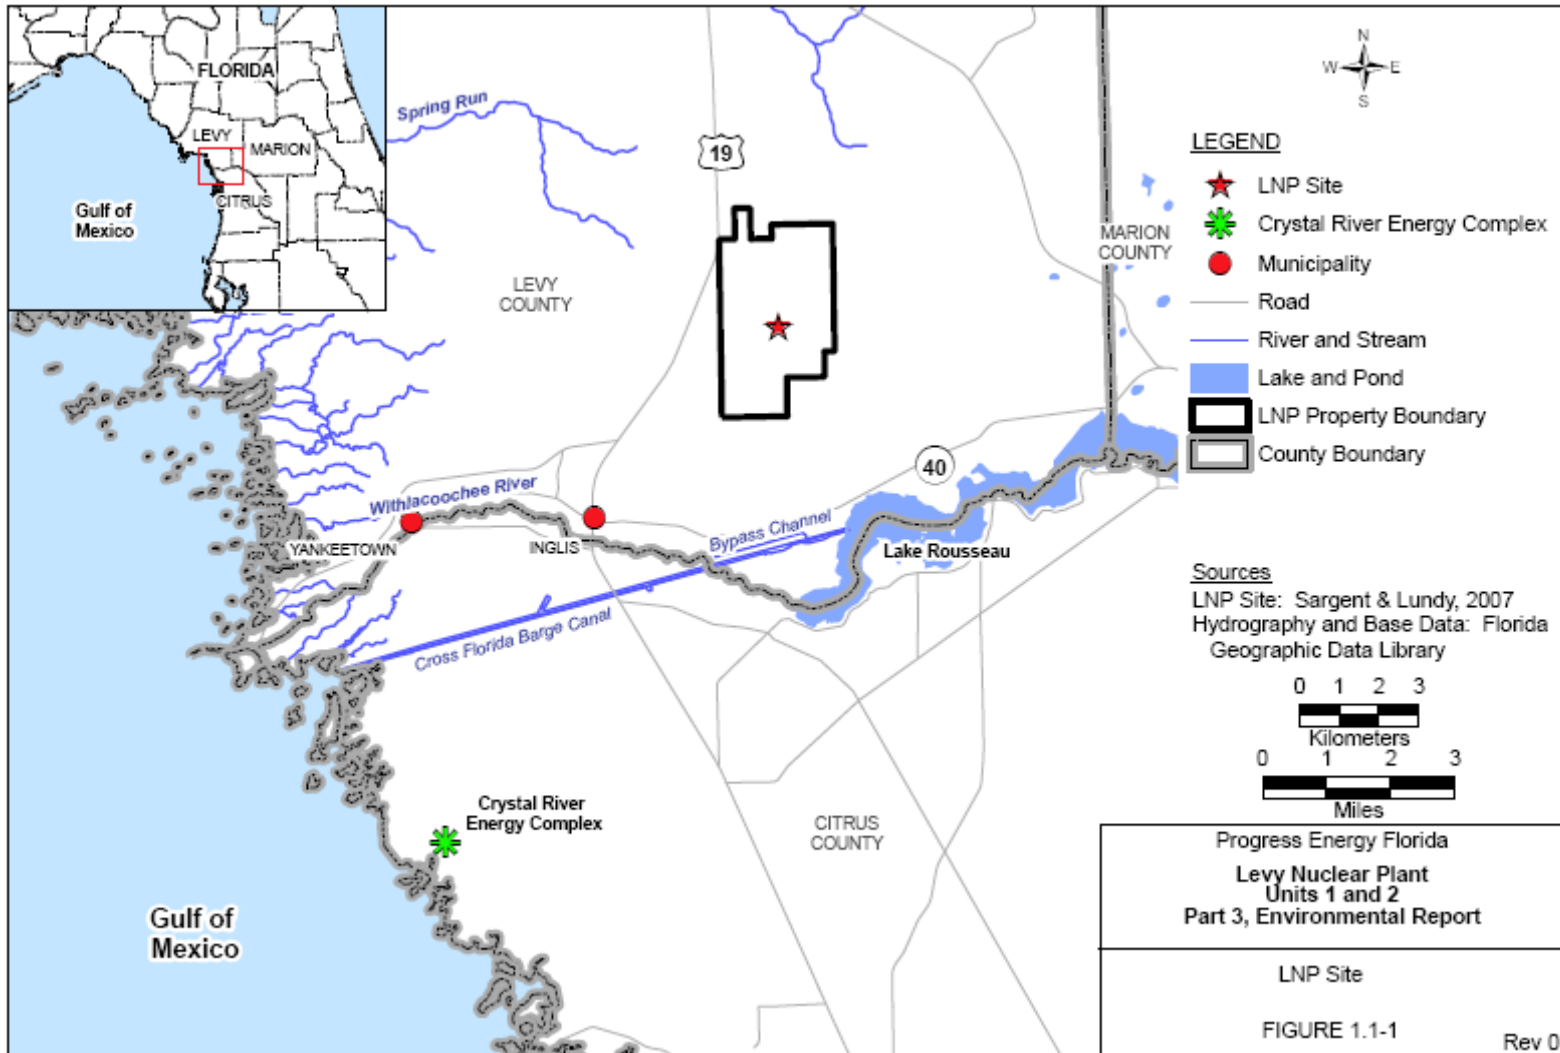 FLORIDA
LEVY
MARION
CITRUS
Gulf of
Mexico
Spring Run
19
N
W E
S
LEGEND
LNP Site
Crystal River Energy Complex
Municipality
Road
River and Stream
Lake and Pond
LNP Property Boundary
County Boundary
MARION
COUNTY
LEVY
COUNTY
40
Withlacoochee River
YANKEETOWN
INGLIS
Bypass Channel
Lake Rousseau
Cross Florida Barge Canal
Sources
LNP Site: Sargent & Lundy, 2007
Hydrography and Base Data: Florida
Geographic Data Library
0 1 2 3
Kilometers
0 1 2 3
Miles
Crystal River
Energy Complex
CITRUS
COUNTY
Gulf of
Mexico
Progress Energy Florida
Levy Nuclear Plant
Units 1 and 2
Part 3, Environmental Report
LNP Site
FIGURE 1.1-1
Rev 0